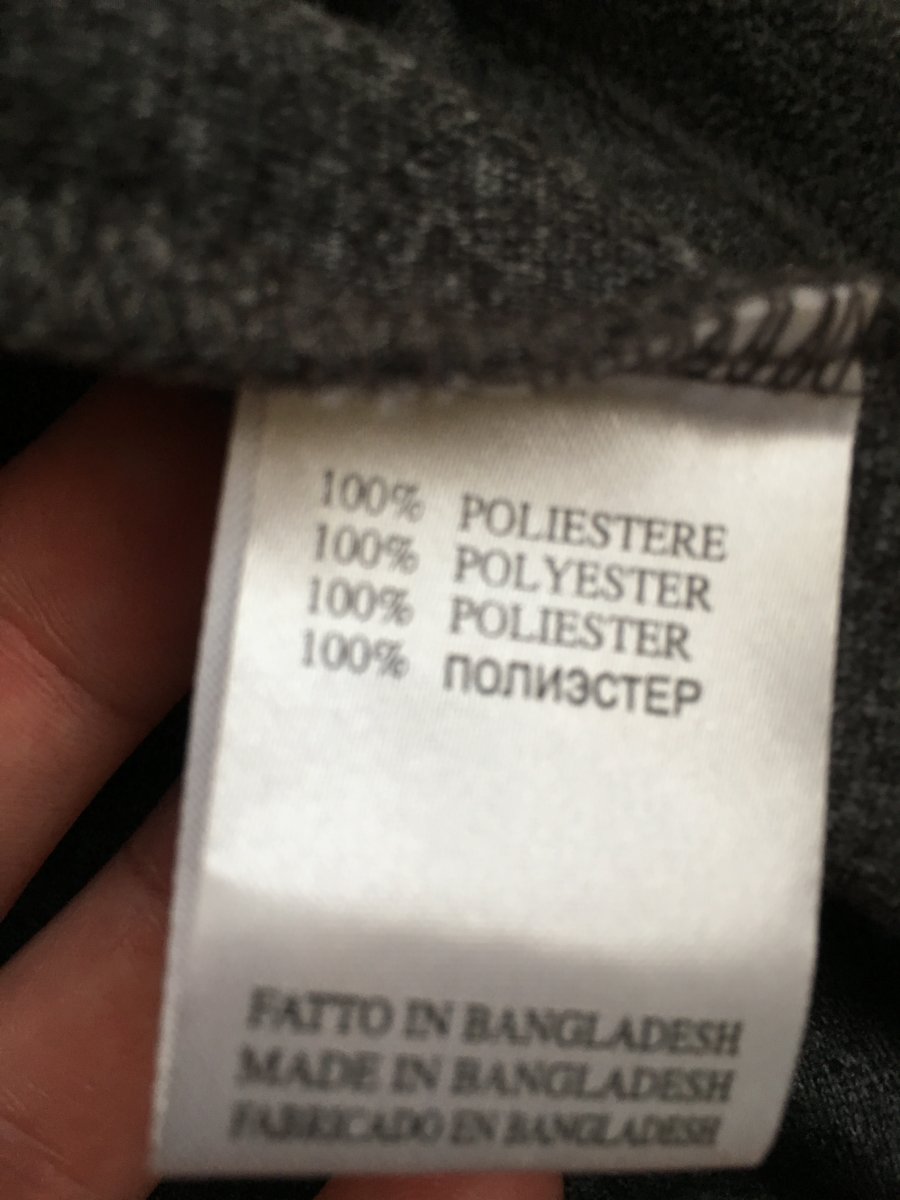 100% POLIESTERE
100% POLYESTER
100% POLIESTER
100% ПОЛИЭСТЕР
FATTO IN BANGLADESH
MADE IN BANGLADESH
FABRICADO EN BANGLADESH